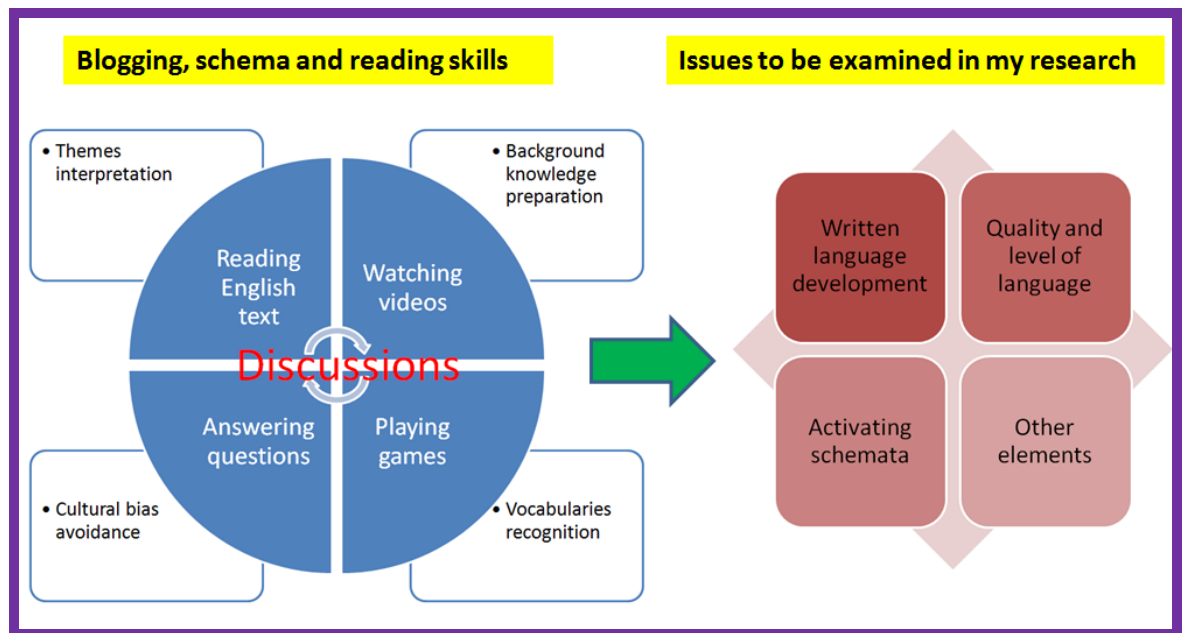 Blogging, schema and reading skills
Issues to be examined in my research
• Themes
interpretation
• Background
knowledge
preparation
Reading
English
text
Watching
videos
Discussions
Answering
questions
Playing
games
• Cultural bias
avoidance
• Vocabularies
recognition
Written
language
development
Quality and
level of
language
Activating
schemata
Other
elements